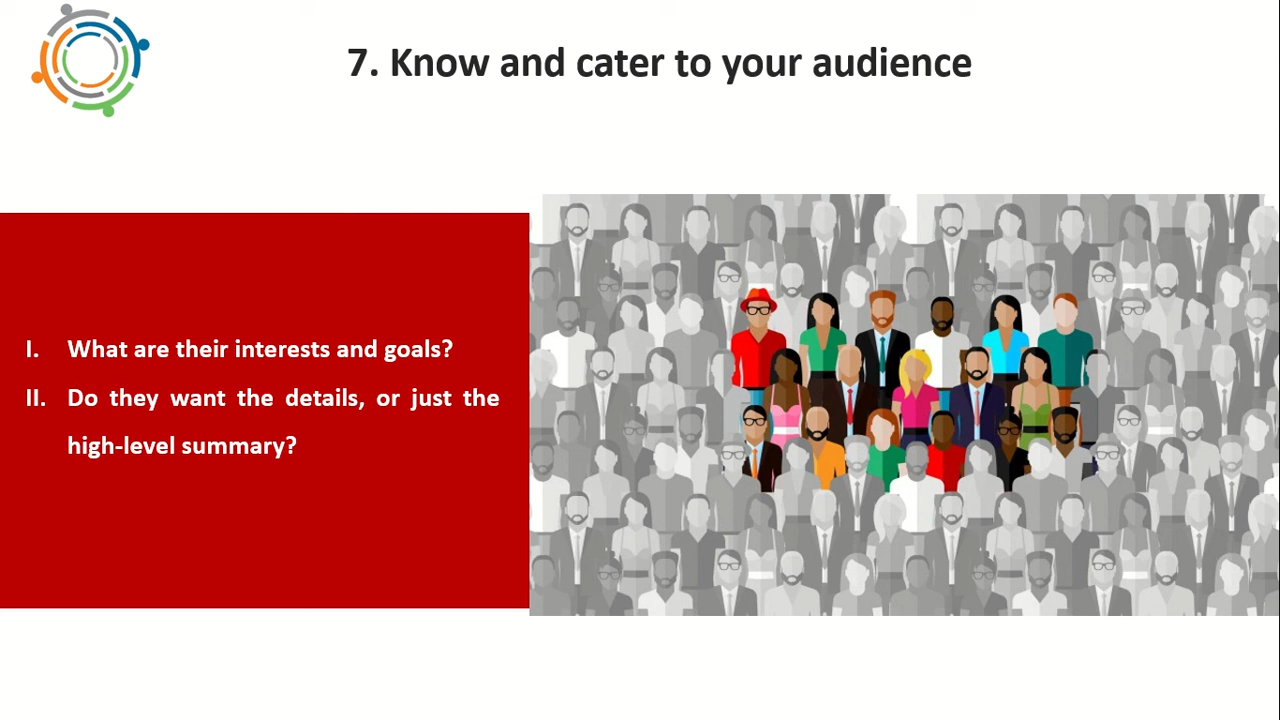 7. Know and cater to your audience
I. What are their interests and goals?
II. Do they want the details, or just the
high-level summary?